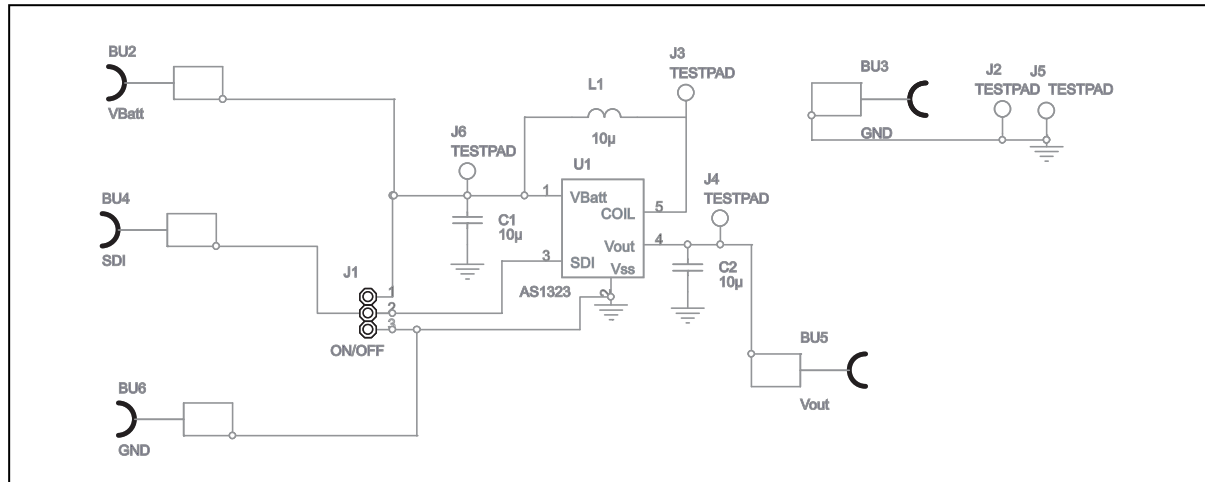 BU2
VBatt
BU4
SDI
BU6
GND
J1
1
2
3
ON/OFF
J6
TESTPAD
C1
10µ
L1
10µ
J3
TESTPAD
U1
1
VBatt
COIL
5
Vout
4
3
SDI
Vss
2
AS1323
J4
TESTPAD
C2
10µ
BU5
Vout
BU3
GND
J2
TESTPAD
J5
TESTPAD